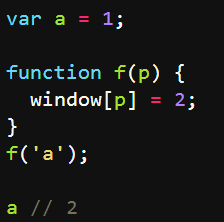 var a = 1;
function f(p) {
  window[p] = 2;
}
f('a');
a // 2